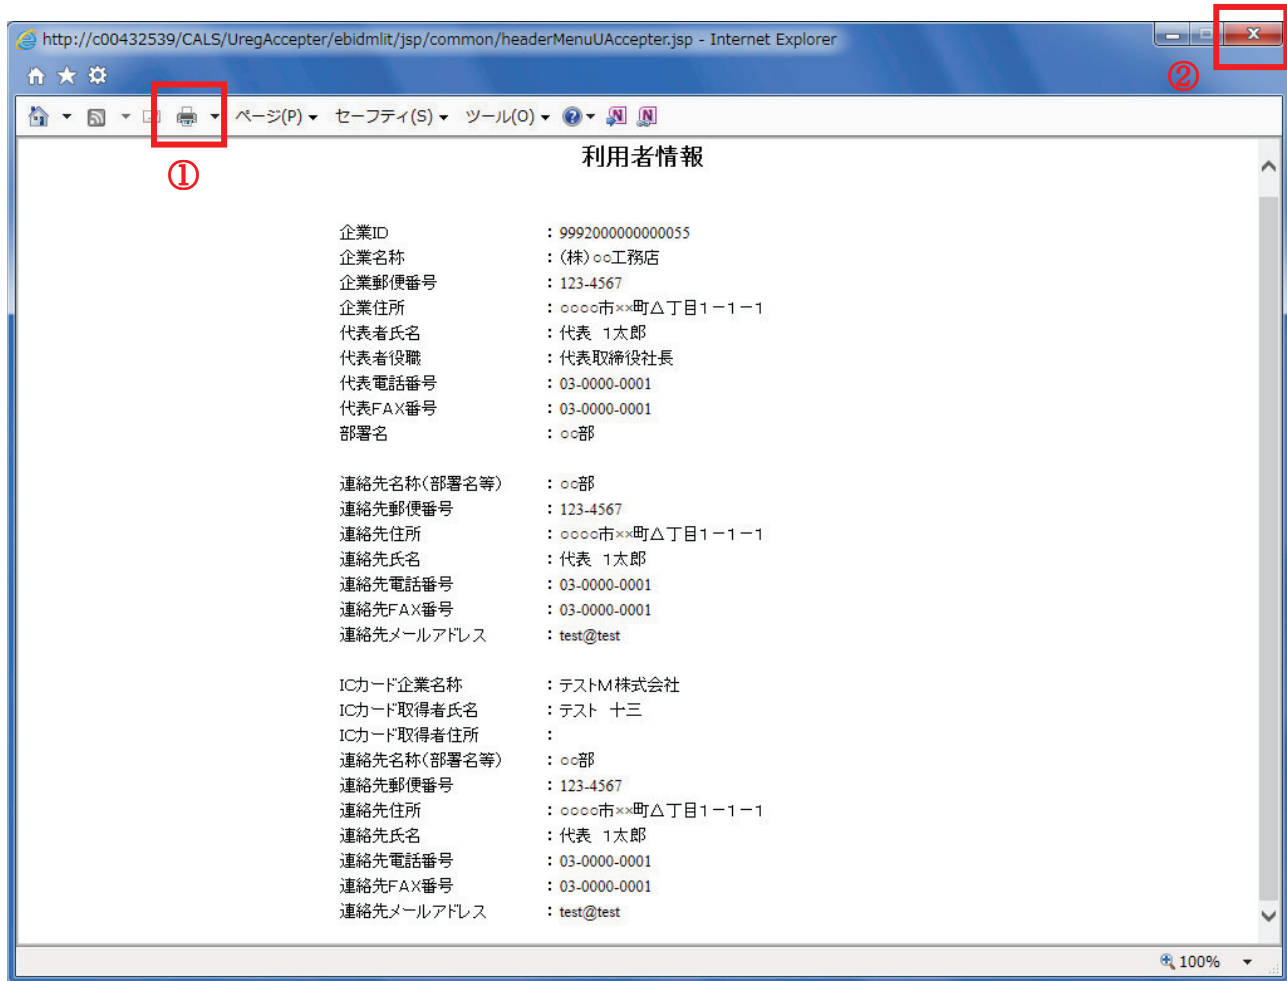 http://c00432539/CALS/UregAccepter/ebidmlit/jsp/common/headerMenuUAccepter.jsp - Internet Explorer
②
ページ(P) セーフティ(S) ツール(O)
①
利用者情報
企業ID : 9992000000000055
企業名称 : (株)○○工務店
企業郵便番号 : 123-4567
企業住所 : ○○○○市××町△丁目1-1-1
代表者氏名 : 代表 1太郎
代表者役職 : 代表取締役社長
代表電話番号 : 03-0000-0001
代表FAX番号 : 03-0000-0001
部署名 : ○○部
連絡先名称(部署名等) : ○○部
連絡先郵便番号 : 123-4567
連絡先住所 : ○○○○市××町△丁目1-1-1
連絡先氏名 : 代表 1太郎
連絡先電話番号 : 03-0000-0001
連絡先FAX番号 : 03-0000-0001
連絡先メールアドレス : test@test
ICカード企業名称 : テストM株式会社
ICカード取得者氏名 : テスト 十三
ICカード取得者住所 :
連絡先名称(部署名等) : ○○部
連絡先郵便番号 : 123-4567
連絡先住所 : ○○○○市××町△丁目1-1-1
連絡先氏名 : 代表 1太郎
連絡先電話番号 : 03-0000-0001
連絡先FAX番号 : 03-0000-0001
連絡先メールアドレス : test@test
100%